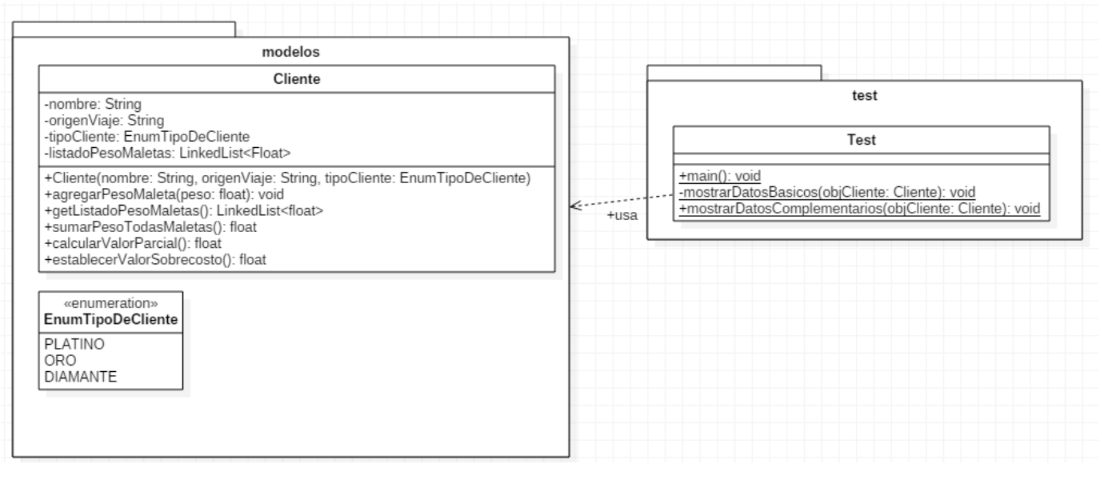 modelos
Cliente
-nombre: String
-origenViaje: String
-tipoCliente: EnumTipoDeCliente
-listadoPesoMaletas: LinkedList<Float>
+Cliente(nombre: String, origenViaje: String, tipoCliente: EnumTipoDeCliente)
+agregarPesoMaleta(peso: float): void
+getListadoPesoMaletas(): LinkedList<float>
+sumarPesoTodasMaletas(): float
+calcularValorParcial(): float
+establecerValorSobrecosto(): float
«enumeration»
EnumTipoDeCliente
PLATINO
ORO
DIAMANTE
+usa
test
Test
+main(): void
-mostrarDatosBasicos(objCliente: Cliente): void
+mostrarDatosComplementarios(objCliente: Cliente): void